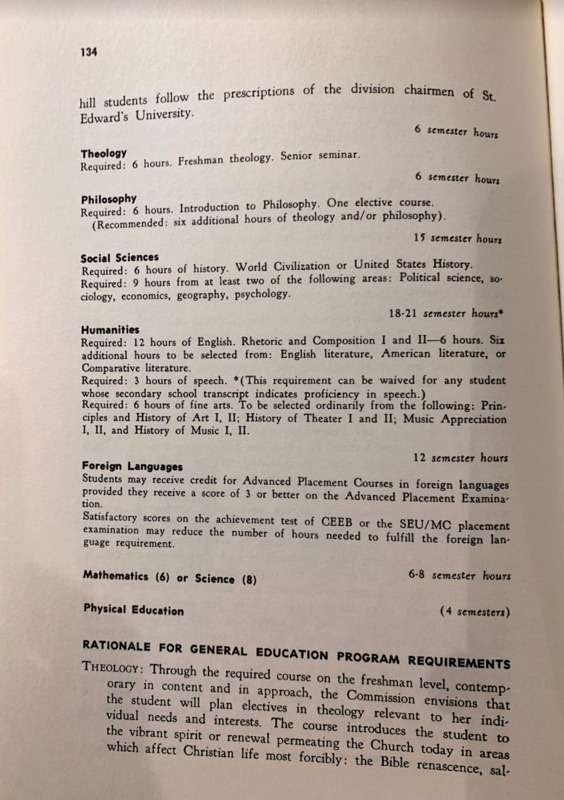 134
hill students follow the prescriptions of the division chairmen of St.
Edward's University.
6 semester hours
Theology
Required: 6 hours. Freshman theology. Senior seminar.
6 semester hours
Philosophy
Required: 6 hours. Introduction to Philosophy. One elective course.
(Recommended: six additional hours of theology and/or philosophy).
15 semester hours
Social Sciences
Required: 6 hours of history. World Civilization or United States History.
Required: 9 hours from at least two of the following areas: Political science, so-
ciology, economics, geography, psychology.
18-21 semester hours*
Humanities
Required: 12 hours of English. Rhetoric and Composition I and II—6 hours. Six
additional hours to be selected from: English literature, American literature, or
Comparative literature.
Required: 3 hours of speech. *(This requirement can be waived for any student
whose secondary school transcript indicates proficiency in speech.)
Required: 6 hours of fine arts. To be selected ordinarily from the following: Prin-
ciples and History of Art I, II; History of Theater I and II; Music Appreciation
I, II, and History of Music I, II.
12 semester hours
Foreign Languages
Students may receive credit for Advanced Placement Courses in foreign languages
provided they receive a score of 3 or better on the Advanced Placement Examina-
tion.
Satisfactory scores on the achievement test of CEEB or the SEU/MC placement
examination may reduce the number of hours needed to fulfill the foreign lan-
guage requirement.
Mathematics (6) or Science (8) 6-8 semester hours
Physical Education (4 semesters)
RATIONALE FOR GENERAL EDUCATION PROGRAM REQUIREMENTS
THEOLOGY: Through the required course on the freshman level, contemp-
orary in content and in approach, the Commission envisions that
the student will plan electives in theology relevant to her indi-
vidual needs and interests. The course introduces the student to
the vibrant spirit or renewal permeating the Church today in areas
which affect Christian life most forcibly: the Bible renascence, sal-